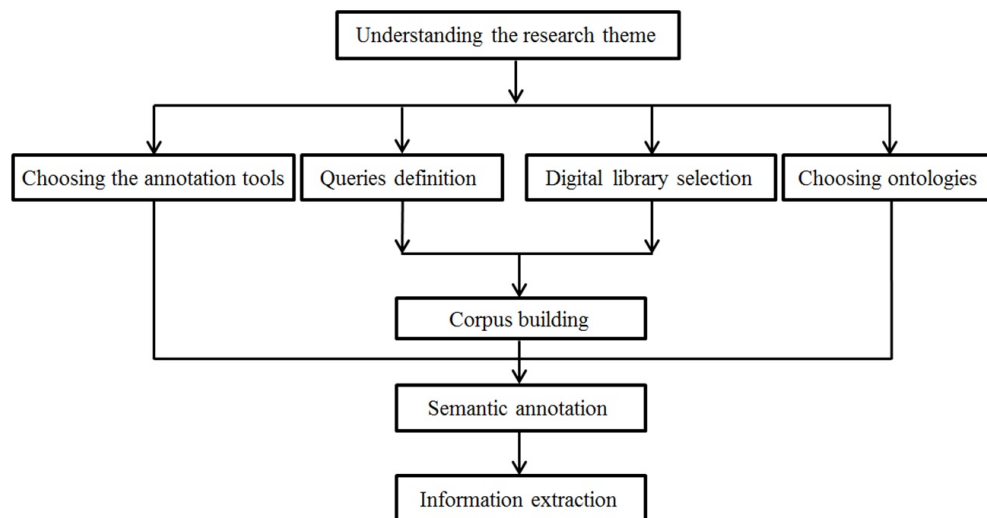 Understanding the research theme
Choosing the annotation tools
Queries definition
Digital library selection
Choosing ontologies
Corpus building
Semantic annotation
Information extraction